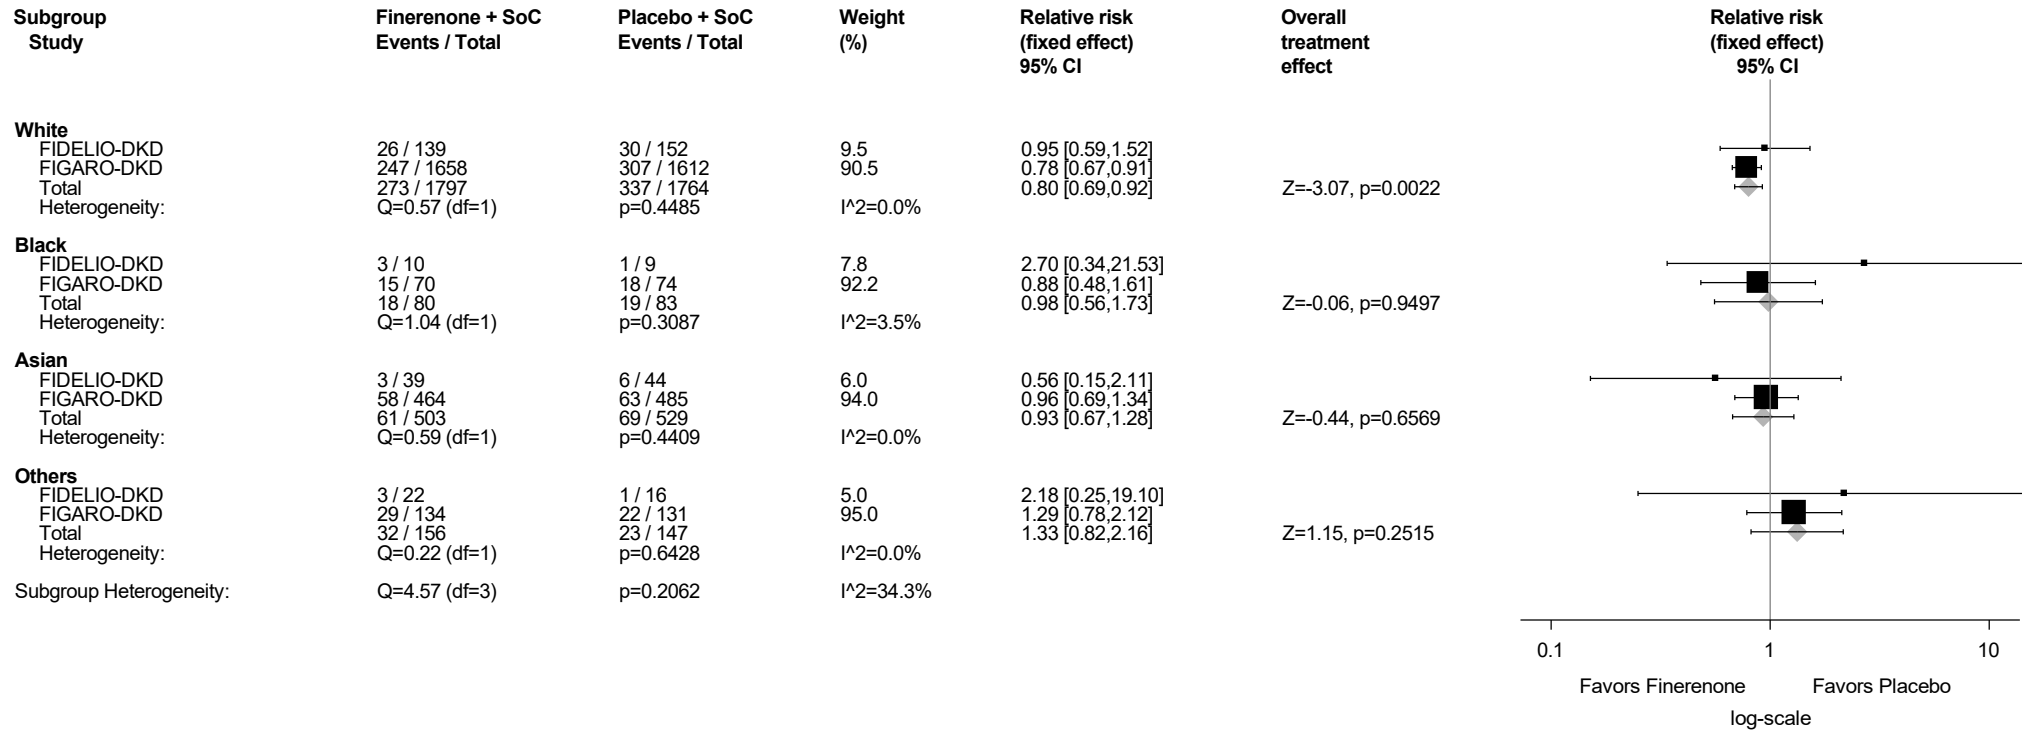 Subgroup Finerenone + SoC Placebo + SoC Weight Relative risk Overall Relative risk
Study Events / Total Events / Total (%) (fixed effect) treatment (fixed effect)
95% CI effect 95% CI
White
FIDELIO-DKD 26 / 139 30 / 152 9.5 0.95 [0.59,1.52]
FIGARO-DKD 247 / 1658 307 / 1612 90.5 0.78 [0.67,0.91]
Total 273 / 1797 337 / 1764 0.80 [0.69,0.92] Z=-3.07, p=0.0022
Heterogeneity: Q=0.57 (df=1) p=0.4485 I^2=0.0%
Black
FIDELIO-DKD 3 / 10 1 / 9 7.8 2.70 [0.34,21.53]
FIGARO-DKD 15 / 70 18 / 74 92.2 0.88 [0.48,1.61]
Total 18 / 80 19 / 83 0.98 [0.56,1.73] Z=-0.06, p=0.9497
Heterogeneity: Q=1.04 (df=1) p=0.3087 I^2=3.5%
Asian
FIDELIO-DKD 3 / 39 6 / 44 6.0 0.56 [0.15,2.11]
FIGARO-DKD 58 / 464 63 / 485 94.0 0.96 [0.69,1.34]
Total 61 / 503 69 / 529 0.93 [0.67,1.28] Z=-0.44, p=0.6569
Heterogeneity: Q=0.59 (df=1) p=0.4409 I^2=0.0%
Others
FIDELIO-DKD 3 / 22 1 / 16 5.0 2.18 [0.25,19.10]
FIGARO-DKD 29 / 134 22 / 131 95.0 1.29 [0.78,2.12]
Total 32 / 156 23 / 147 1.33 [0.82,2.16] Z=1.15, p=0.2515
Heterogeneity: Q=0.22 (df=1) p=0.6428 I^2=0.0%
Subgroup Heterogeneity: Q=4.57 (df=3) p=0.2062 I^2=34.3%
0.1 1 10
Favors Finerenone Favors Placebo
log-scale